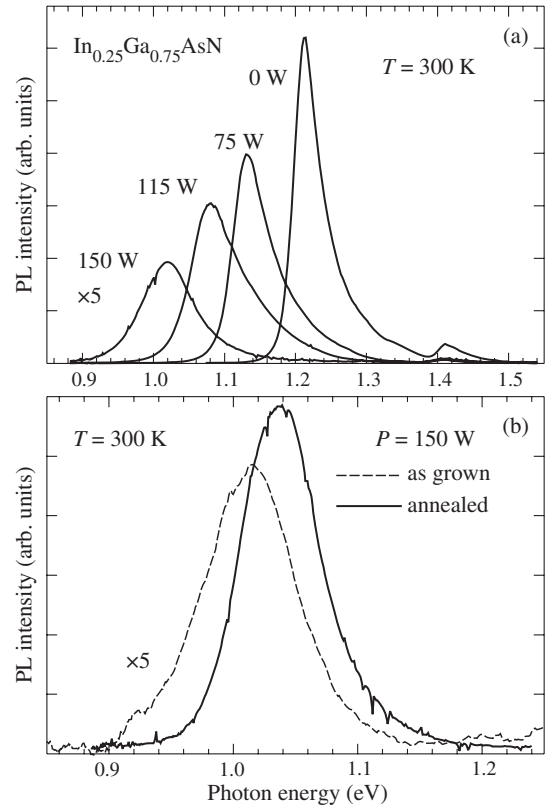 In0.25Ga0.75AsN
(a)
T = 300 K
0 W
75 W
115 W
150 W
×5
PL intensity (arb. units)
0.9 1.0 1.1 1.2 1.3 1.4 1.5
(b)
T = 300 K
P = 150 W
as grown
annealed
×5
PL intensity (arb. units)
0.9 1.0 1.1 1.2
Photon energy (eV)